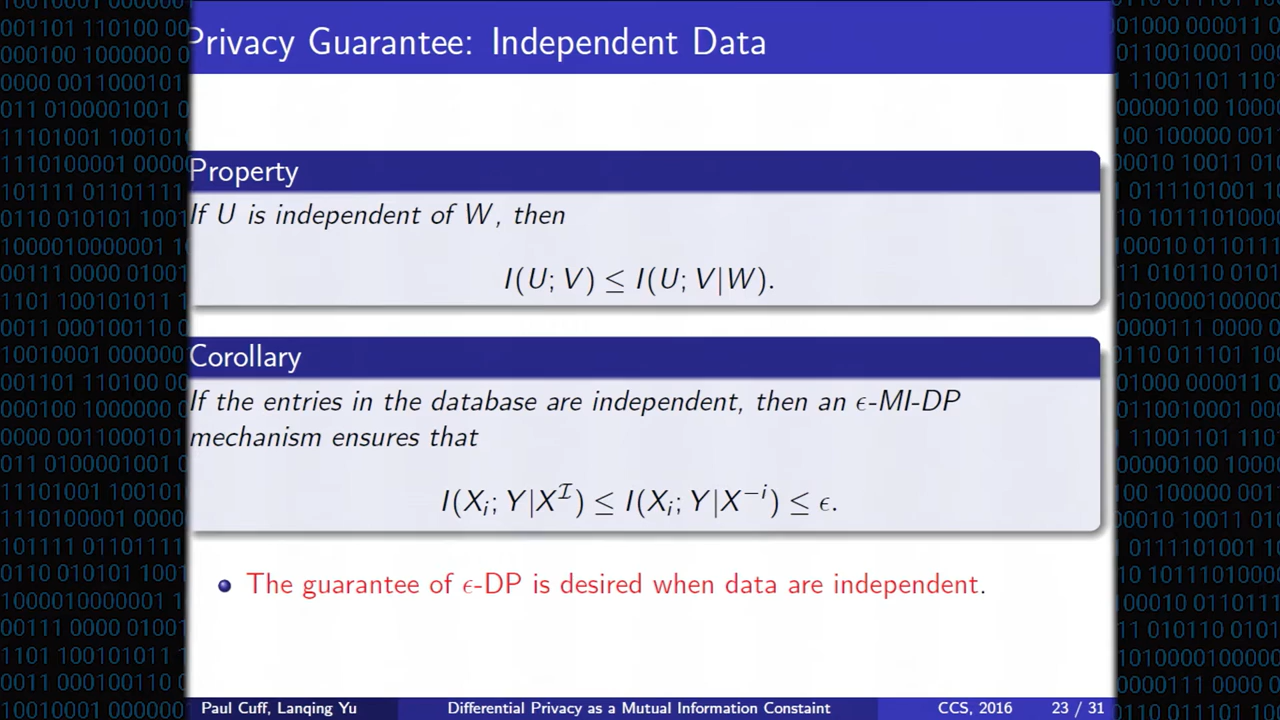 Privacy Guarantee: Independent Data
Property
If U is independent of W, then
I(U; V) ≤ I(U; V|W).
Corollary
If the entries in the database are independent, then an ϵ-MI-DP
mechanism ensures that
I(Xᵢ; Y|X^ℐ) ≤ I(Xᵢ; Y|X⁻ⁱ) ≤ ϵ.
The guarantee of ϵ-DP is desired when data are independent.
Paul Cuff, Lanqing Yu Differential Privacy as a Mutual Information Constaint CCS, 2016 23 / 31